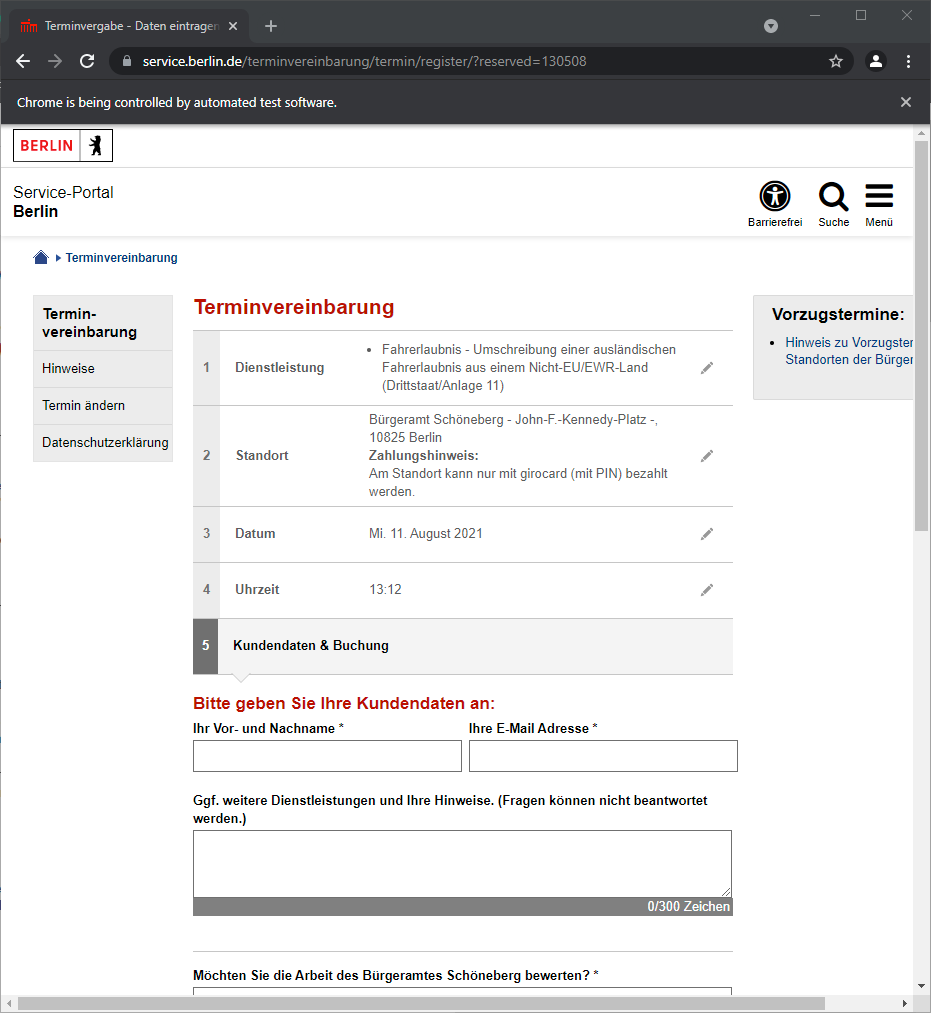 Terminvergabe - Daten eintragen
service.berlin.de/terminvereinbarung/termin/register/?reserved=130508
Chrome is being controlled by automated test software.
BERLIN
Service-Portal
Berlin
Barrierefrei
Suche
Menü
Terminvereinbarung
Termin-
vereinbarung
Hinweise
Termin ändern
Datenschutzerklärung
Terminvereinbarung
1 Dienstleistung
• Fahrerlaubnis - Umschreibung einer ausländischen
Fahrerlaubnis aus einem Nicht-EU/EWR-Land
(Drittstaat/Anlage 11)
2 Standort
Bürgeramt Schöneberg - John-F.-Kennedy-Platz -,
10825 Berlin
Zahlungshinweis:
Am Standort kann nur mit girocard (mit PIN) bezahlt
werden.
3 Datum Mi. 11. August 2021
4 Uhrzeit 13:12
5 Kundendaten & Buchung
Bitte geben Sie Ihre Kundendaten an:
Ihr Vor- und Nachname *
Ihre E-Mail Adresse *
Ggf. weitere Dienstleistungen und Ihre Hinweise. (Fragen können nicht beantwortet
werden.)
0/300 Zeichen
Möchten Sie die Arbeit des Bürgeramtes Schöneberg bewerten? *
Vorzugstermine:
• Hinweis zu Vorzugster
Standorten der Bürger